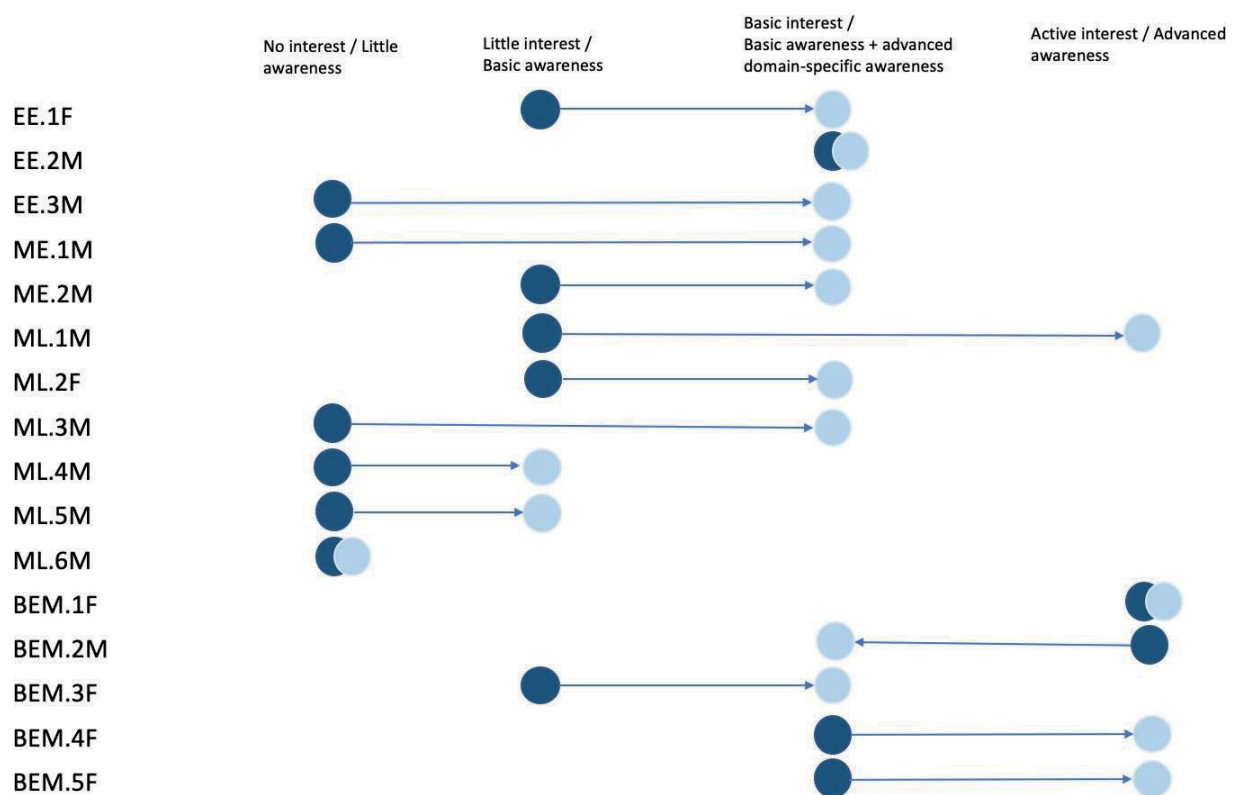 No interest / Little
awareness
Little interest /
Basic awareness
Basic interest /
Basic awareness + advanced
domain-specific awareness
Active interest / Advanced
awareness
EE.1F
EE.2M
EE.3M
ME.1M
ME.2M
ML.1M
ML.2F
ML.3M
ML.4M
ML.5M
ML.6M
BEM.1F
BEM.2M
BEM.3F
BEM.4F
BEM.5F